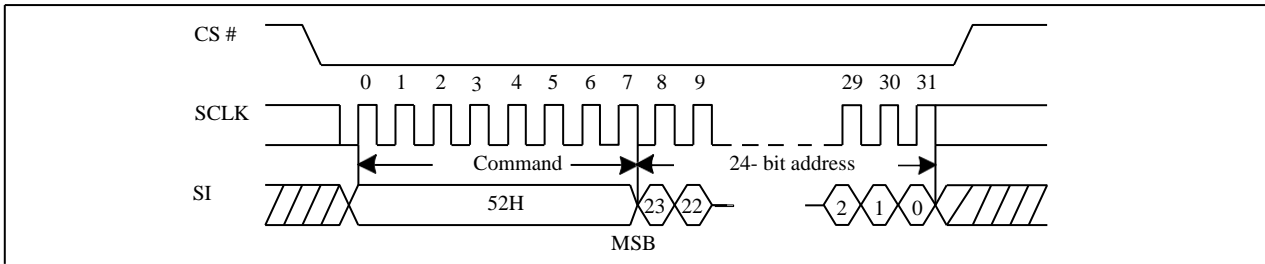 CS #
0 1 2 3 4 5 6 7 8 9 29 30 31
SCLK
Command 24- bit address
SI 52H 23 22 2 1 0
MSB